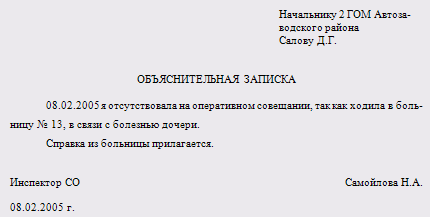 Начальнику 2 ГОМ Автоза-
водского района
Салову Д.Г.
ОБЪЯСНИТЕЛЬНАЯ ЗАПИСКА
08.02.2005 я отсутствовала на оперативном совещании, так как ходила в боль-
ницу № 13, в связи с болезнью дочери.
Справка из больницы прилагается.
Инспектор СО Самойлова Н.А.
08.02.2005 г.